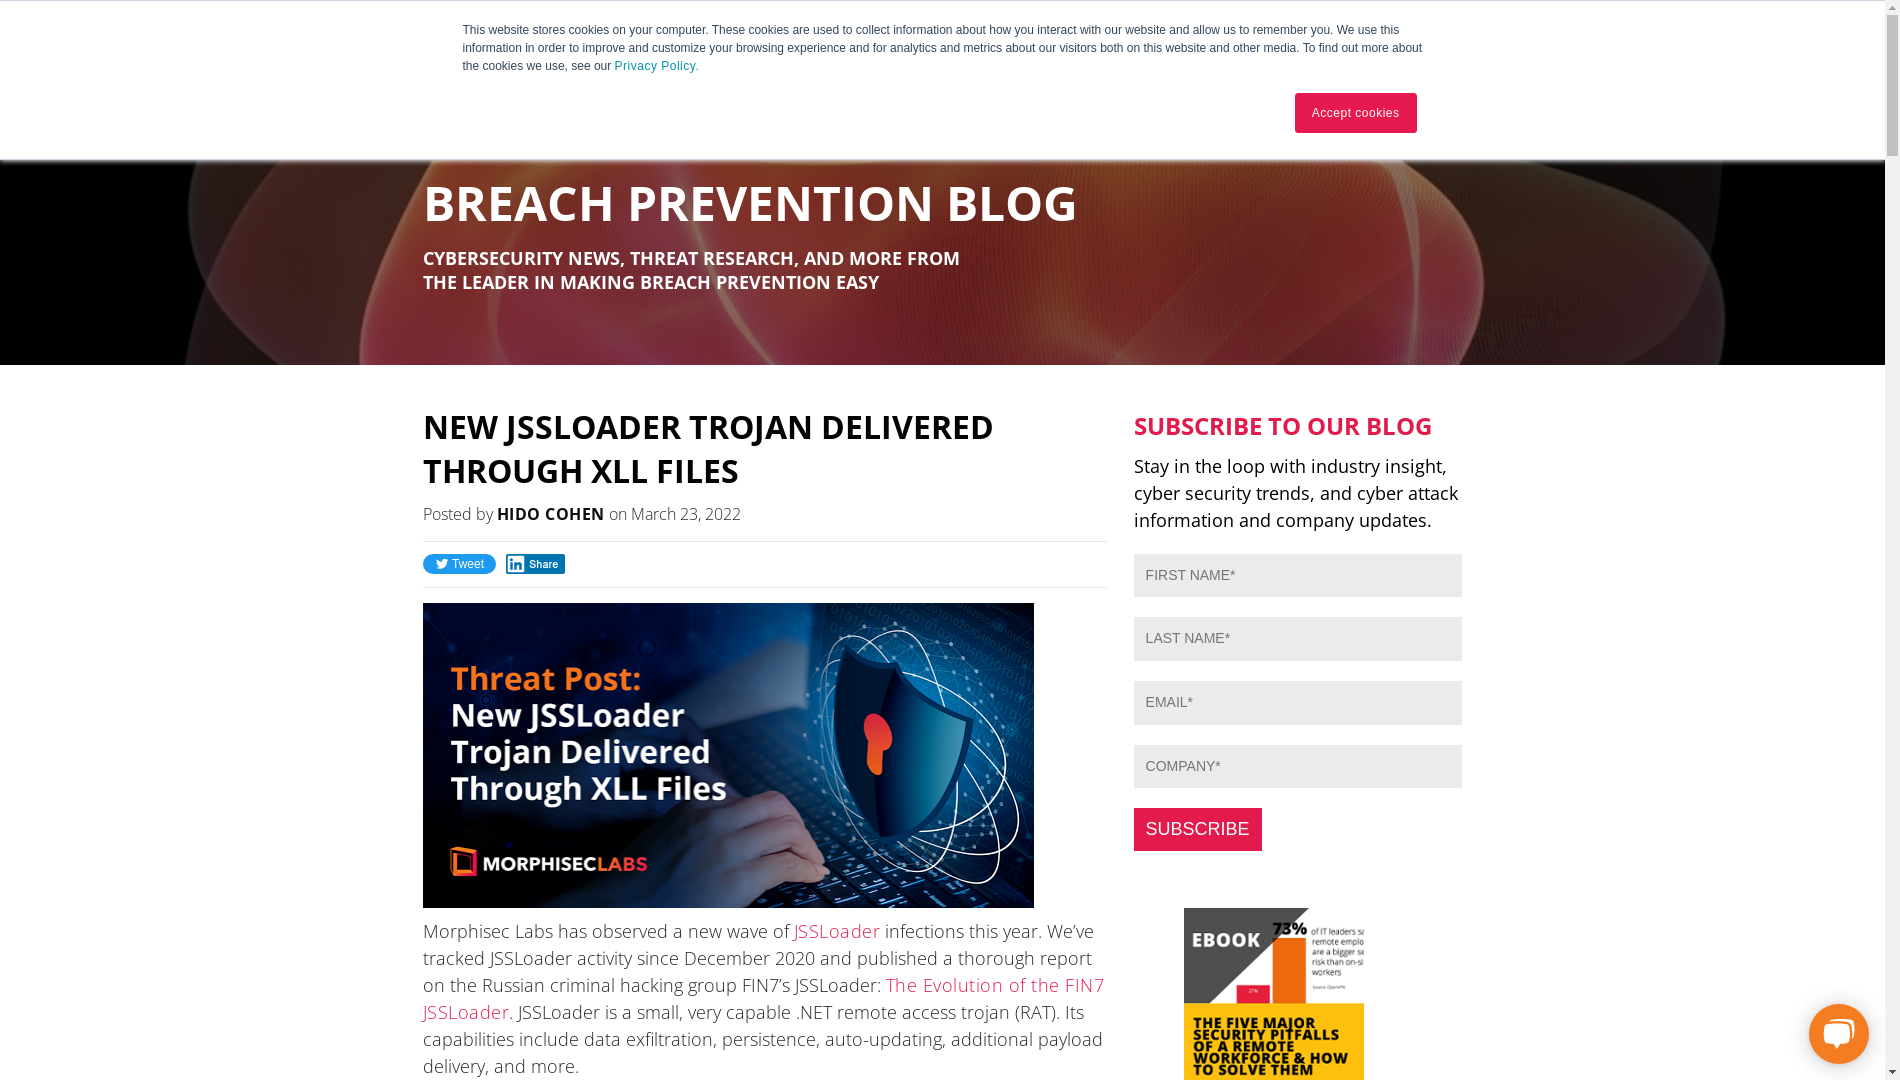 This website stores cookies on your computer. These cookies are used to collect information about how you interact with our website and allow us to remember you. We use this
information in order to improve and customize your browsing experience and for analytics and metrics about our visitors both on this website and other media. To find out more about
the cookies we use, see our Privacy Policy.
Accept cookies
BREACH PREVENTION BLOG
CYBERSECURITY NEWS, THREAT RESEARCH, AND MORE FROM
THE LEADER IN MAKING BREACH PREVENTION EASY
NEW JSSLOADER TROJAN DELIVERED
THROUGH XLL FILES
Posted by HIDO COHEN on March 23, 2022
Tweet
Share
Threat Post:
New JSSLoader
Trojan Delivered
Through XLL Files
MORPHISECLABS
Morphisec Labs has observed a new wave of JSSLoader infections this year. We’ve
tracked JSSLoader activity since December 2020 and published a thorough report
on the Russian criminal hacking group FIN7’s JSSLoader: The Evolution of the FIN7
JSSLoader. JSSLoader is a small, very capable .NET remote access trojan (RAT). Its
capabilities include data exfiltration, persistence, auto-updating, additional payload
delivery, and more.
SUBSCRIBE TO OUR BLOG
Stay in the loop with industry insight,
cyber security trends, and cyber attack
information and company updates.
FIRST NAME*
LAST NAME*
EMAIL*
COMPANY*
SUBSCRIBE
EBOOK
73%
of IT leaders sa
remote emplo
are a bigger se
risk than on-si
workers
THE FIVE MAJOR
SECURITY PITFALLS
OF A REMOTE
WORKFORCE & HOW
TO SOLVE THEM